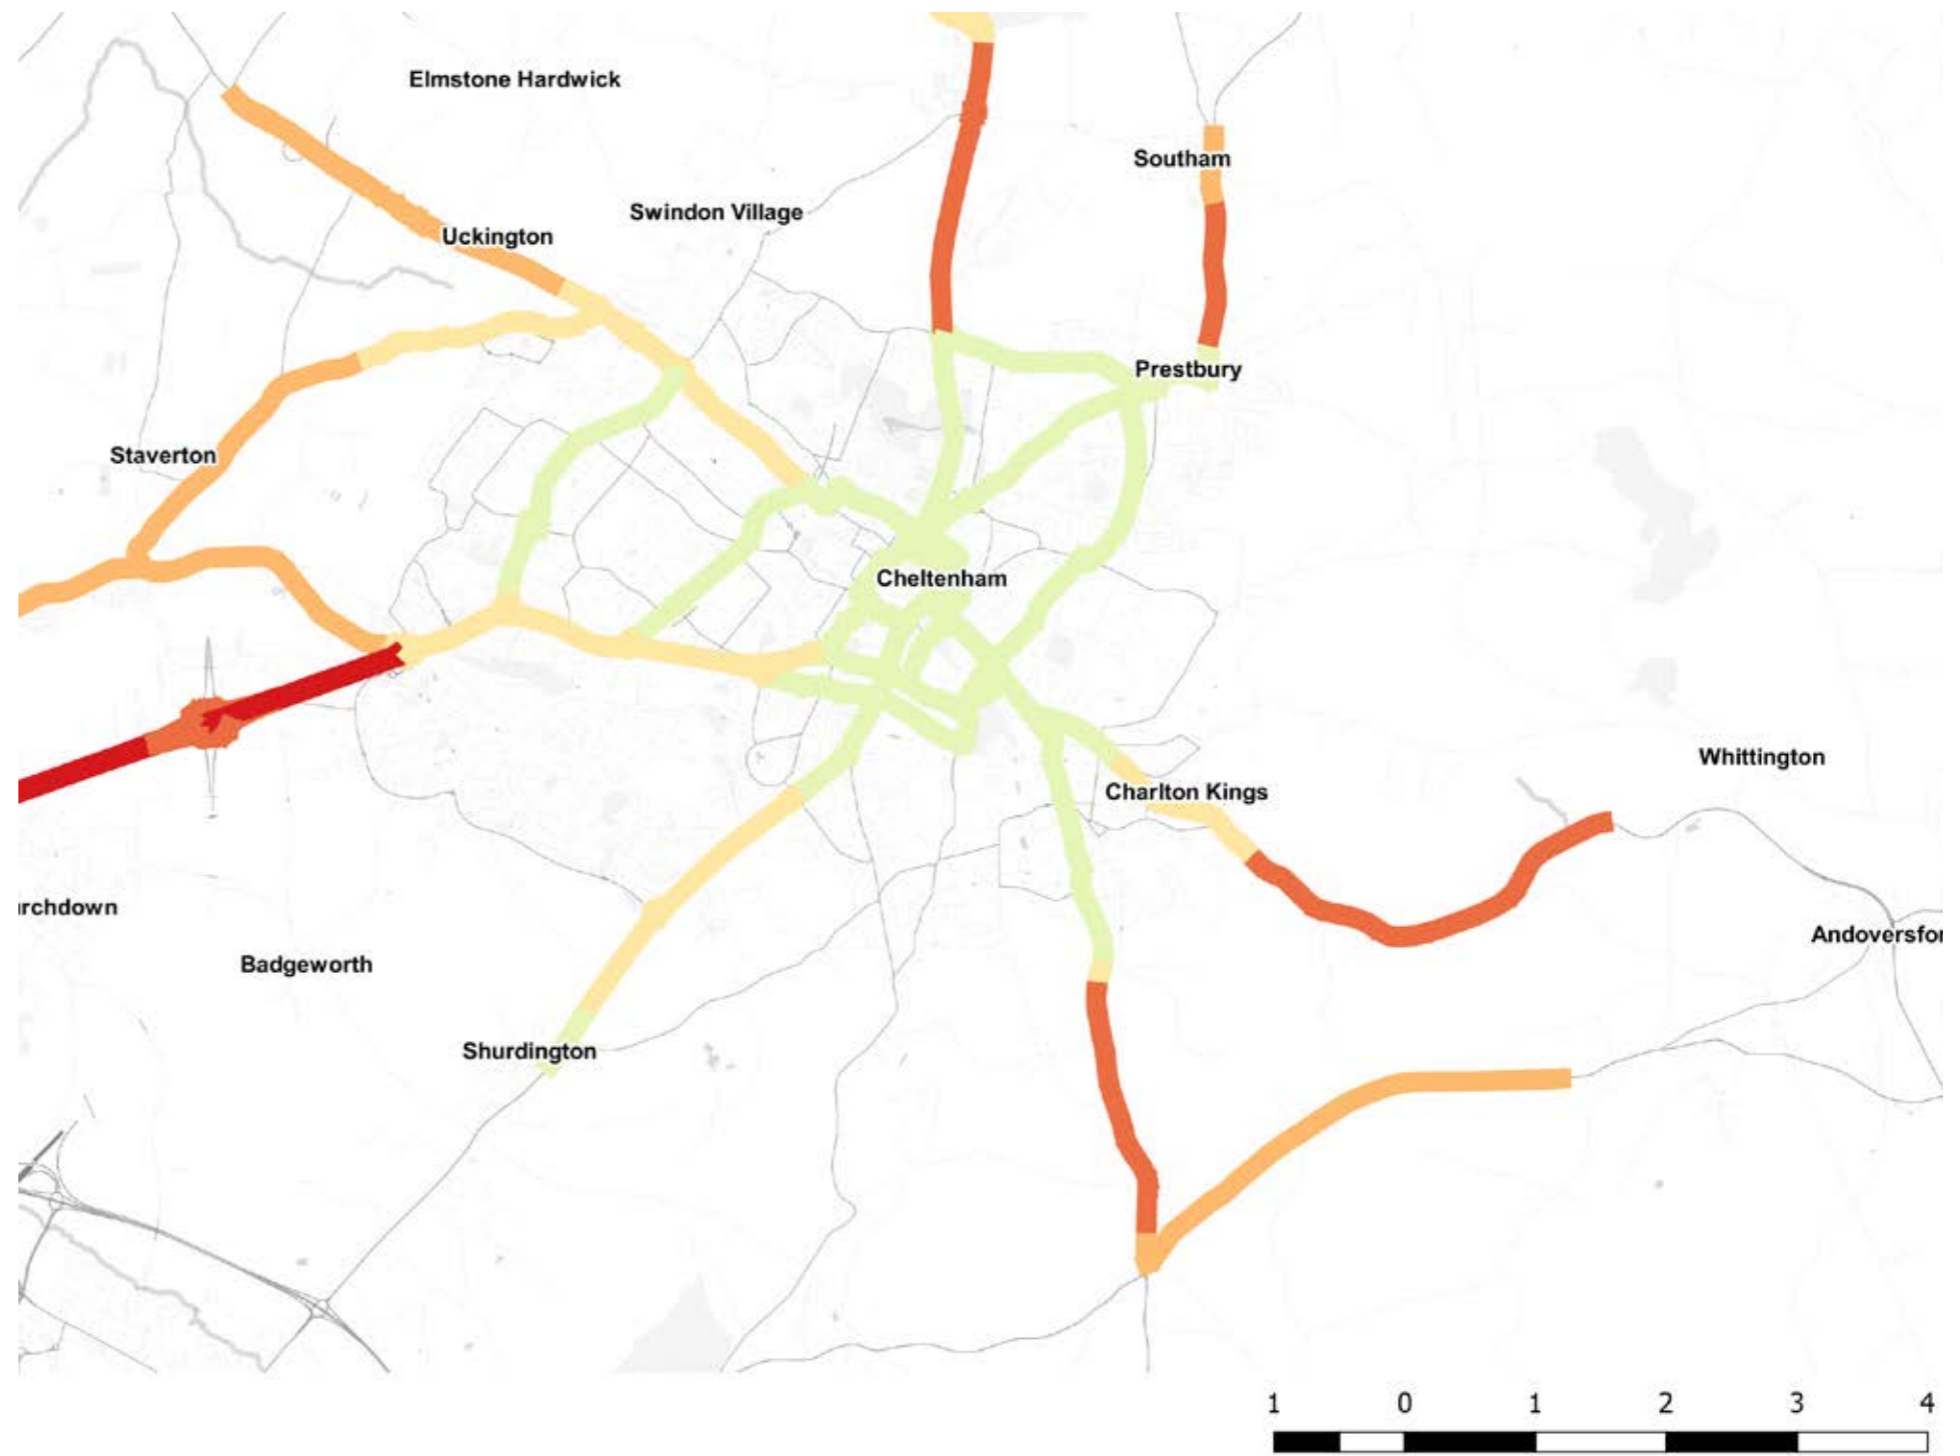 Elmstone Hardwick
Southam
Swindon Village
Uckington
Prestbury
Staverton
Cheltenham
Whittington
Charlton Kings
rchdown
Andoversfor
Badgeworth
Shurdington
1 0 1 2 3 4